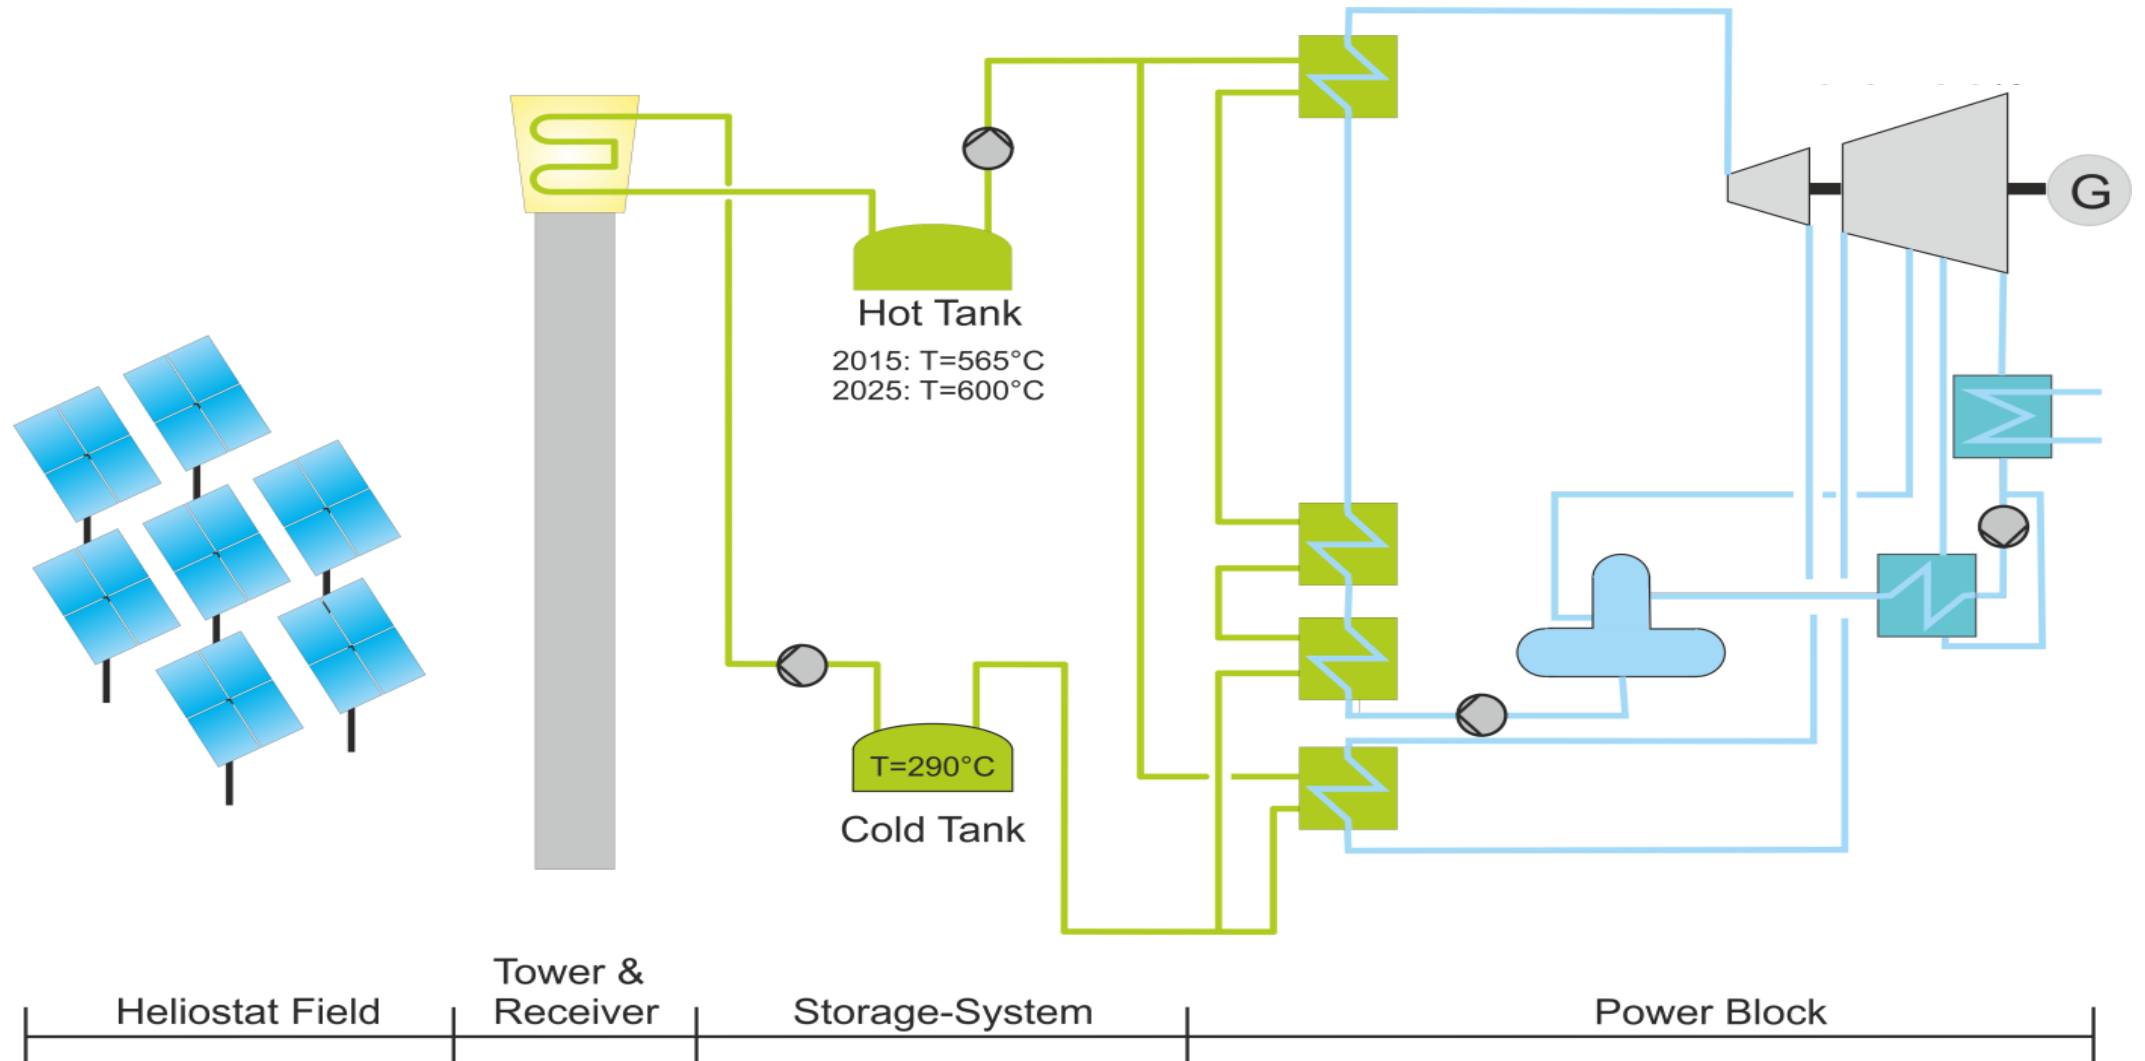 G
Hot Tank
2015: T=565°C
2025: T=600°C
T=290°C
Cold Tank
Heliostat Field
Tower &
Receiver
Storage-System
Power Block